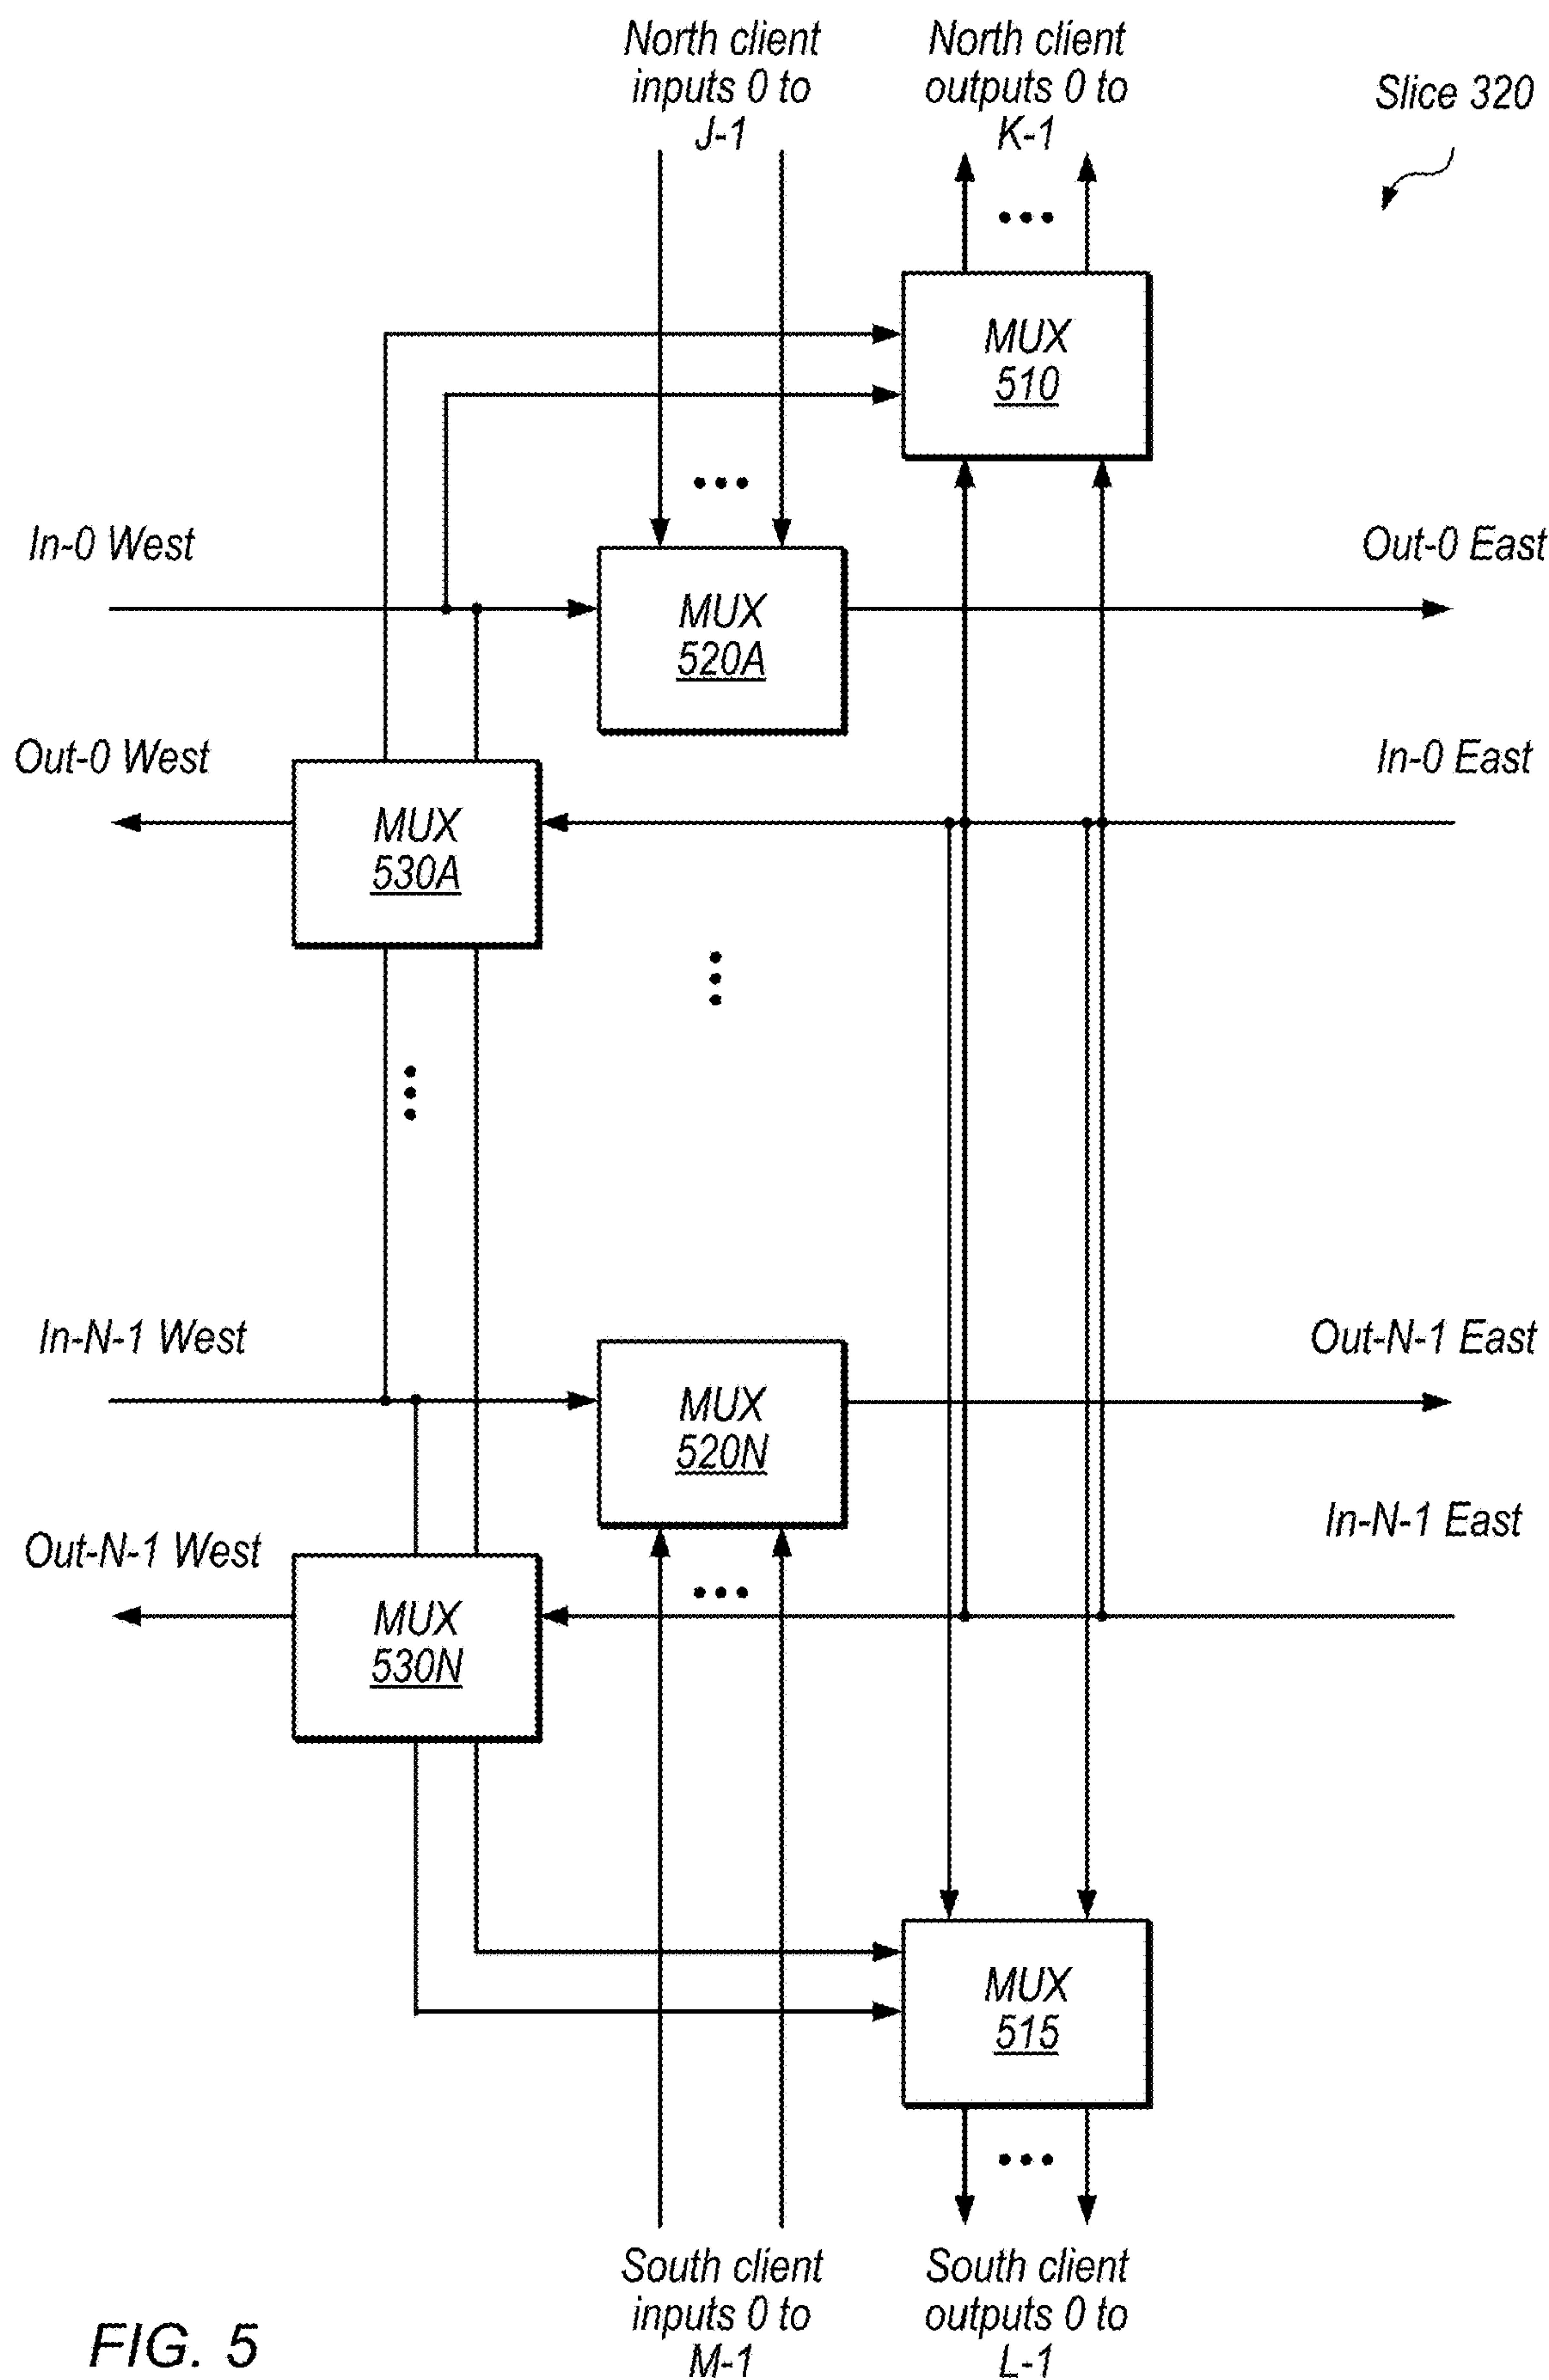 North client
inputs 0 to
J-1
North client
outputs 0 to
K-1
Slice 320
MUX
510
In-0 West
MUX
520A
Out-0 East
Out-0 West
MUX
530A
In-0 East
In-N-1 West
MUX
520N
Out-N-1 East
Out-N-1 West
MUX
530N
In-N-1 East
MUX
515
South client
inputs 0 to
M-1
South client
outputs 0 to
L-1
FIG. 5